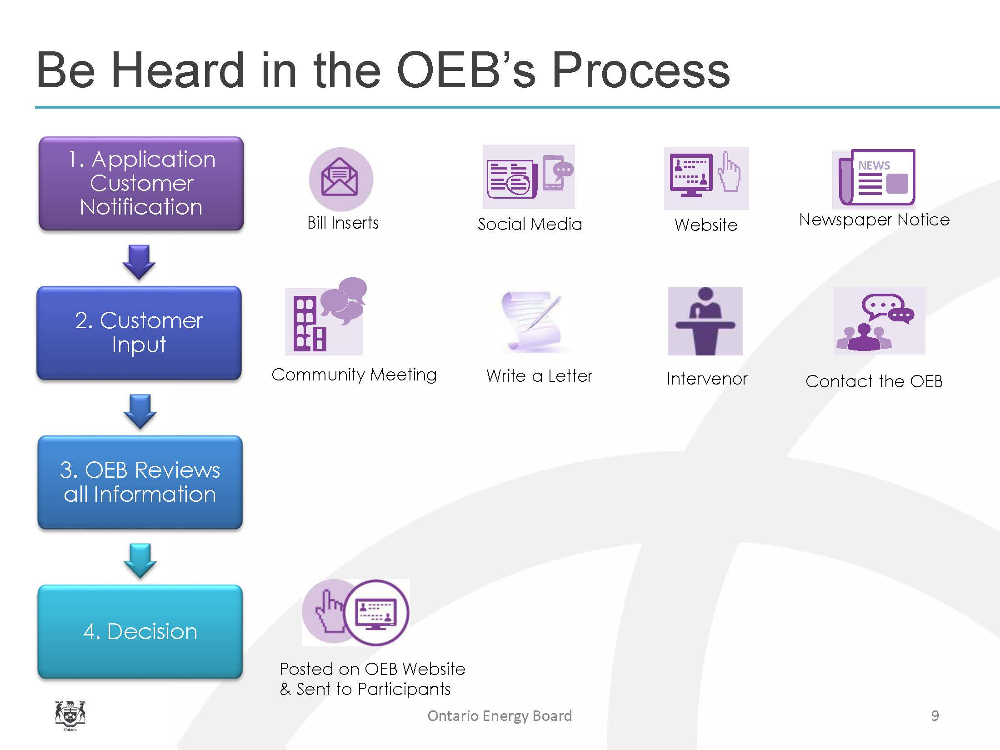 Be Heard in the OEB’s Process
1. Application
Customer
Notification
Bill Inserts
Social Media
Website
NEWS
Newspaper Notice
2. Customer
Input
Community Meeting
Write a Letter
Intervenor
Contact the OEB
3. OEB Reviews
all Information
4. Decision
Posted on OEB Website
& Sent to Participants
Ontario
Ontario Energy Board
9